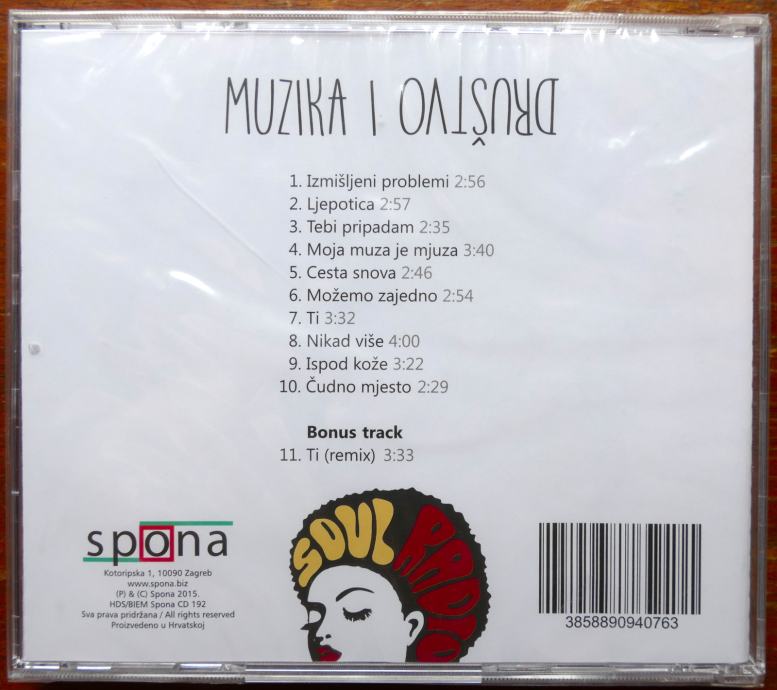 MUZIKA I DRUŠTVO
1. Izmišljeni problemi 2:56
2. Ljepotica 2:57
3. Tebi pripadam 2:35
4. Moja muza je mjuza 3:40
5. Cesta snova 2:46
6. Možemo zajedno 2:54
7. Ti 3:32
8. Nikad više 4:00
9. Ispod kože 3:22
10. Čudno mjesto 2:29
Bonus track
11. Ti (remix) 3:33
SOUL RADIO
spona
Kotoripska 1, 10090 Zagreb
www.spona.biz
(P) & (C) Spona 2015.
HDS/BIEM Spona CD 192
Sva prava pridržana / All rights reserved
Proizvedeno u Hrvatskoj
3858890940763